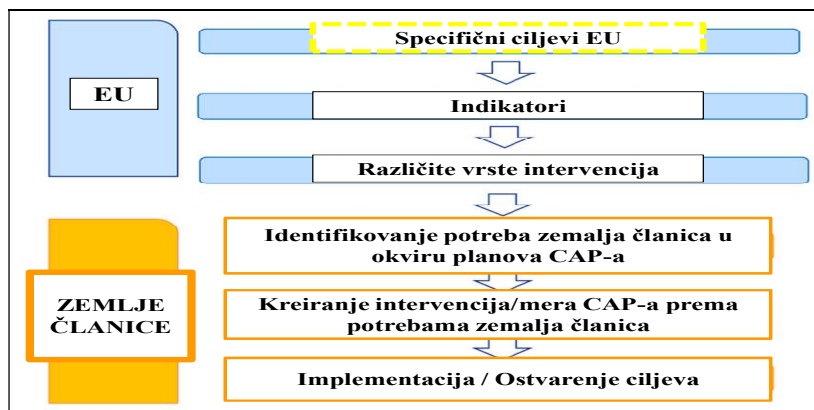 Specifični ciljevi EU
EU
Indikatori
Različite vrste intervencija
Identifikovanje potreba zemalja članica u
okviru planova CAP-a
ZEMLJE
ČLANICE
Kreiranje intervencija/mera CAP-a prema
potrebama zemalja članica
Implementacija / Ostvarenje ciljeva